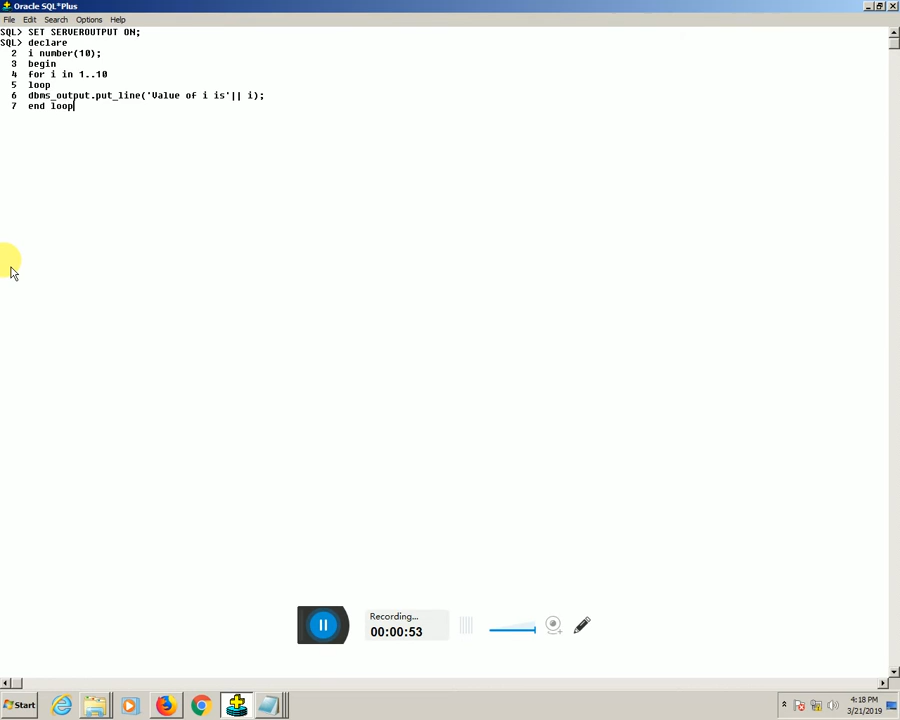 Oracle SQL*Plus
File Edit Search Options Help
SQL> SET SERVEROUTPUT ON;
SQL> declare
2 i number(10);
3 begin
4 for i in 1..10
5 loop
6 dbms_output.put_line('Value of i is'|| i);
7 end loop
Recording...
00:00:53
Start
4:18 PM
3/21/2019